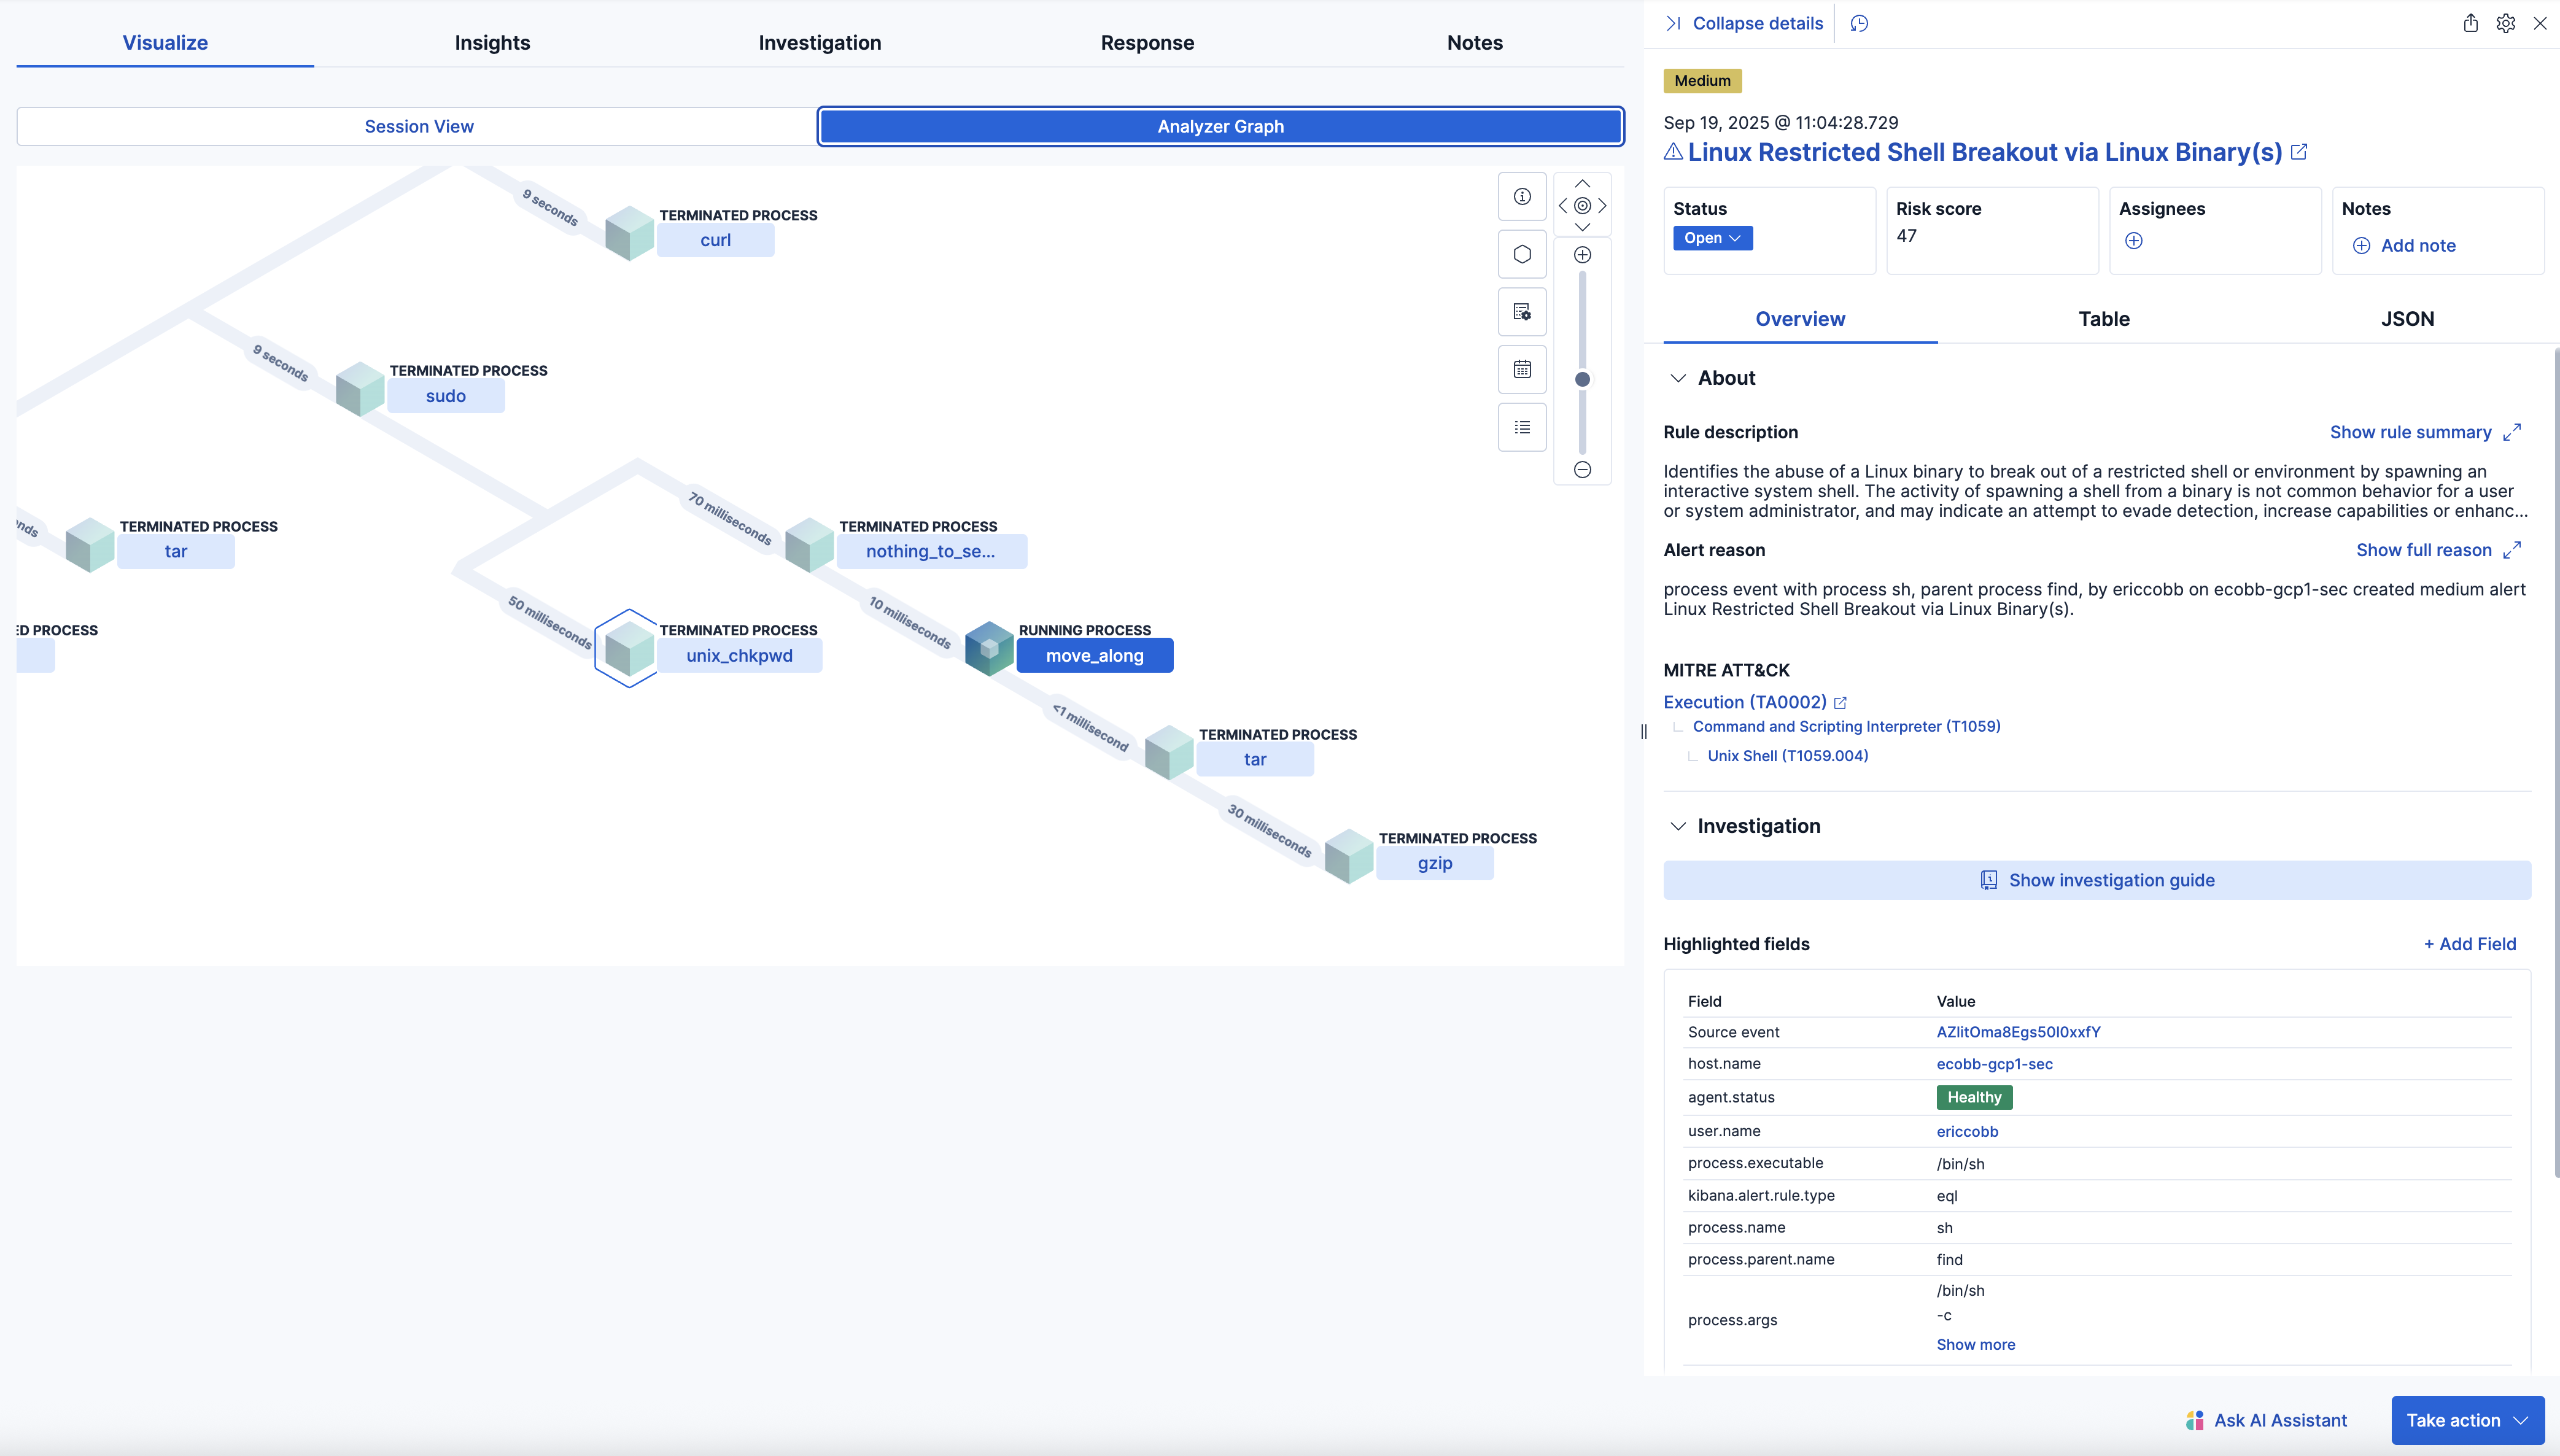 Visualize
Insights
Investigation
Response
Notes
Session View
Analyzer Graph
9 seconds
TERMINATED PROCESS
curl
9 seconds
TERMINATED PROCESS
sudo
TERMINATED PROCESS
tar
70 milliseconds
TERMINATED PROCESS
nothing_to_se...
PROCESS
50 milliseconds
TERMINATED PROCESS
unix_chkpwd
10 milliseconds
RUNNING PROCESS
move_along
<1 millisecond
TERMINATED PROCESS
tar
30 milliseconds
TERMINATED PROCESS
gzip
Collapse details
Medium
Sep 19, 2025 @ 11:04:28.729
Linux Restricted Shell Breakout via Linux Binary(s)
Status
Open
Risk score
47
Assignees
Notes
Add note
Overview
Table
JSON
About
Rule description
Show rule summary
Identifies the abuse of a Linux binary to break out of a restricted shell or environment by spawning an
interactive system shell. The activity of spawning a shell from a binary is not common behavior for a user
or system administrator, and may indicate an attempt to evade detection, increase capabilities or enhanc...
Alert reason
Show full reason
process event with process sh, parent process find, by ericcobb on ecobb-gcp1-sec created medium alert
Linux Restricted Shell Breakout via Linux Binary(s).
MITRE ATT&CK
Execution (TA0002)
Command and Scripting Interpreter (T1059)
Unix Shell (T1059.004)
Investigation
Show investigation guide
Highlighted fields
+ Add Field
Field
Value
Source event
AZlitOma8Egs50I0xxfY
host.name
ecobb-gcp1-sec
agent.status
Healthy
user.name
ericcobb
process.executable
/bin/sh
kibana.alert.rule.type
eql
process.name
sh
process.parent.name
find
process.args
/bin/sh
-c
Show more
Ask AI Assistant
Take action